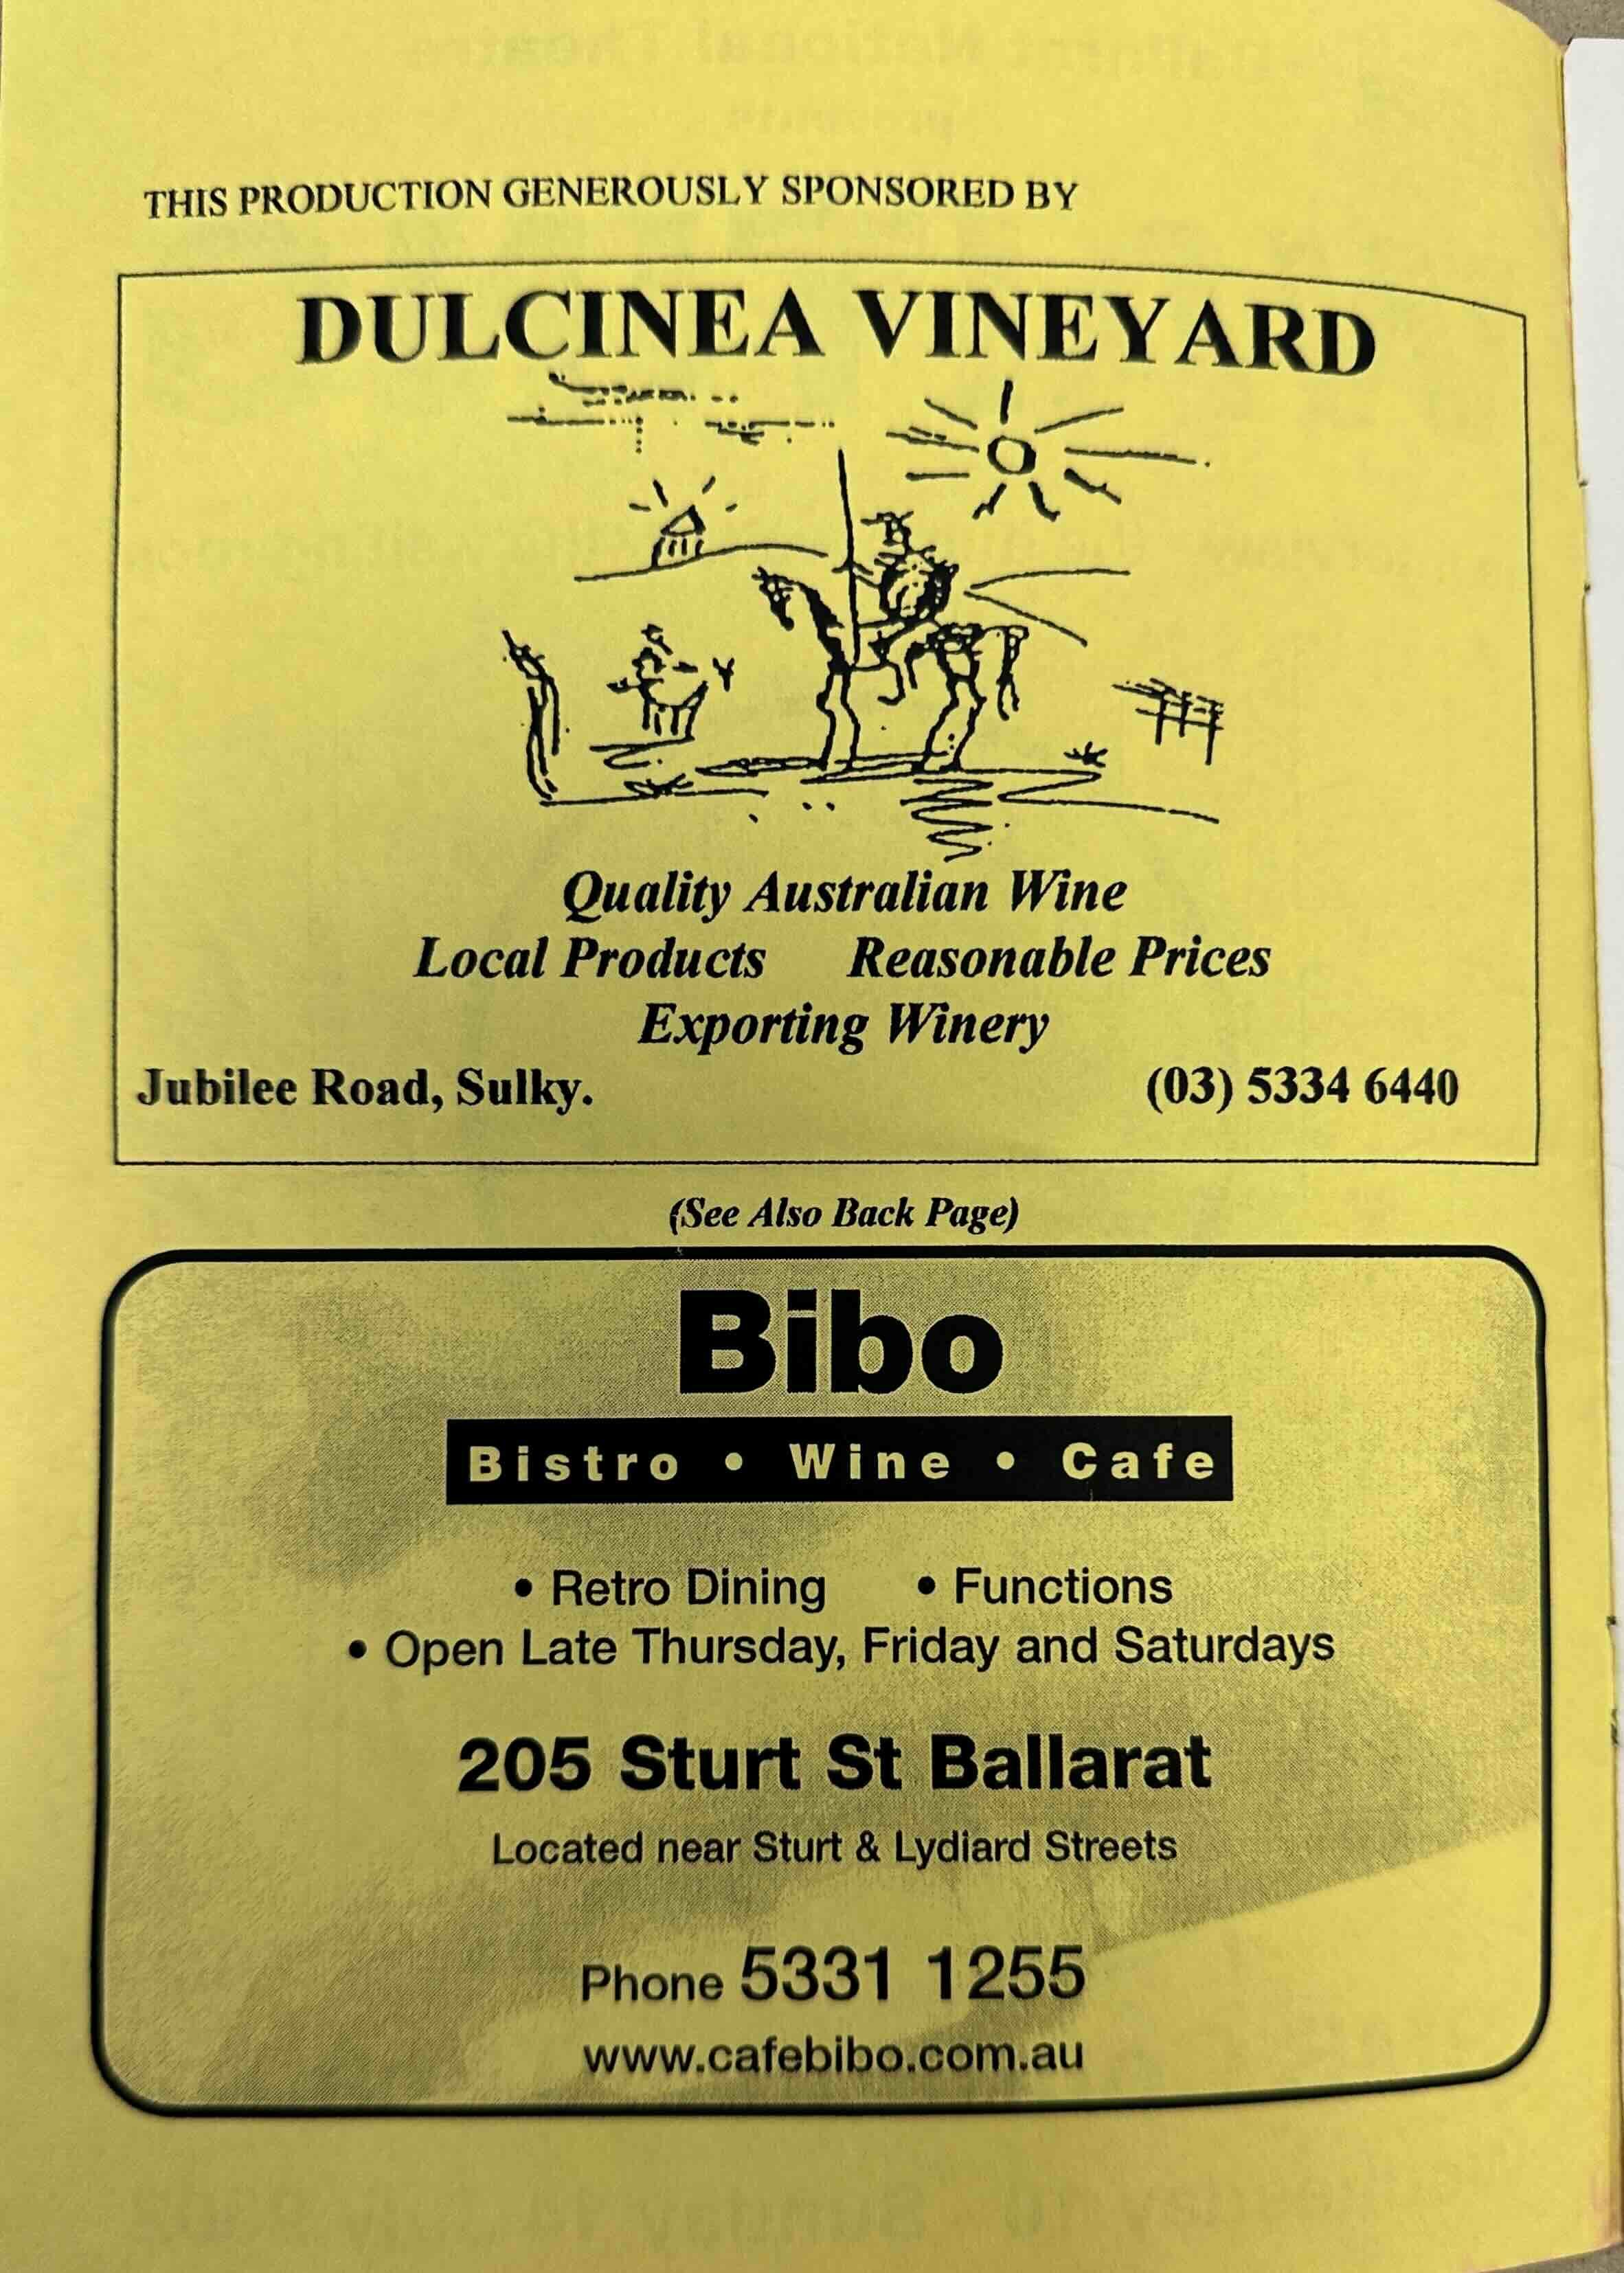 THIS PRODUCTION GENEROUSLY SPONSORED BY
DULCINEA VINEYARD
Quality Australian Wine
Local Products Reasonable Prices
Exporting Winery
Jubilee Road, Sulky. (03) 5334 6440
(See Also Back Page)
Bibo
Bistro • Wine • Cafe
• Retro Dining • Functions
• Open Late Thursday, Friday and Saturdays
205 Sturt St Ballarat
Located near Sturt & Lydiard Streets
Phone 5331 1255
www.cafebibo.com.au